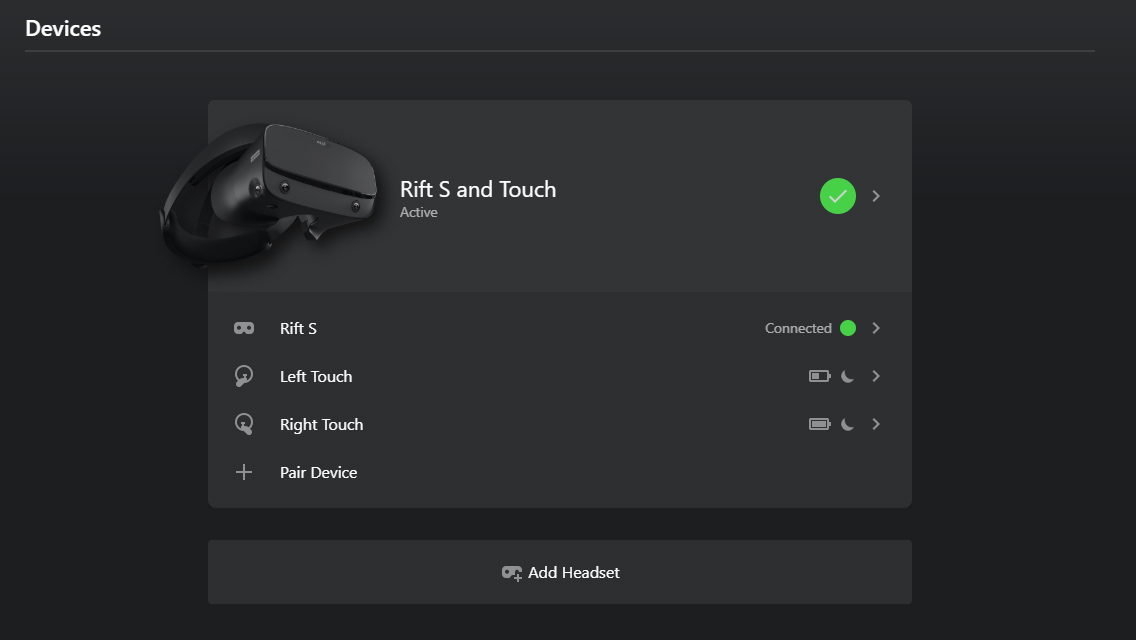 Devices
Rift S and Touch
Active
Rift S
Connected
Left Touch
Right Touch
Pair Device
Add Headset